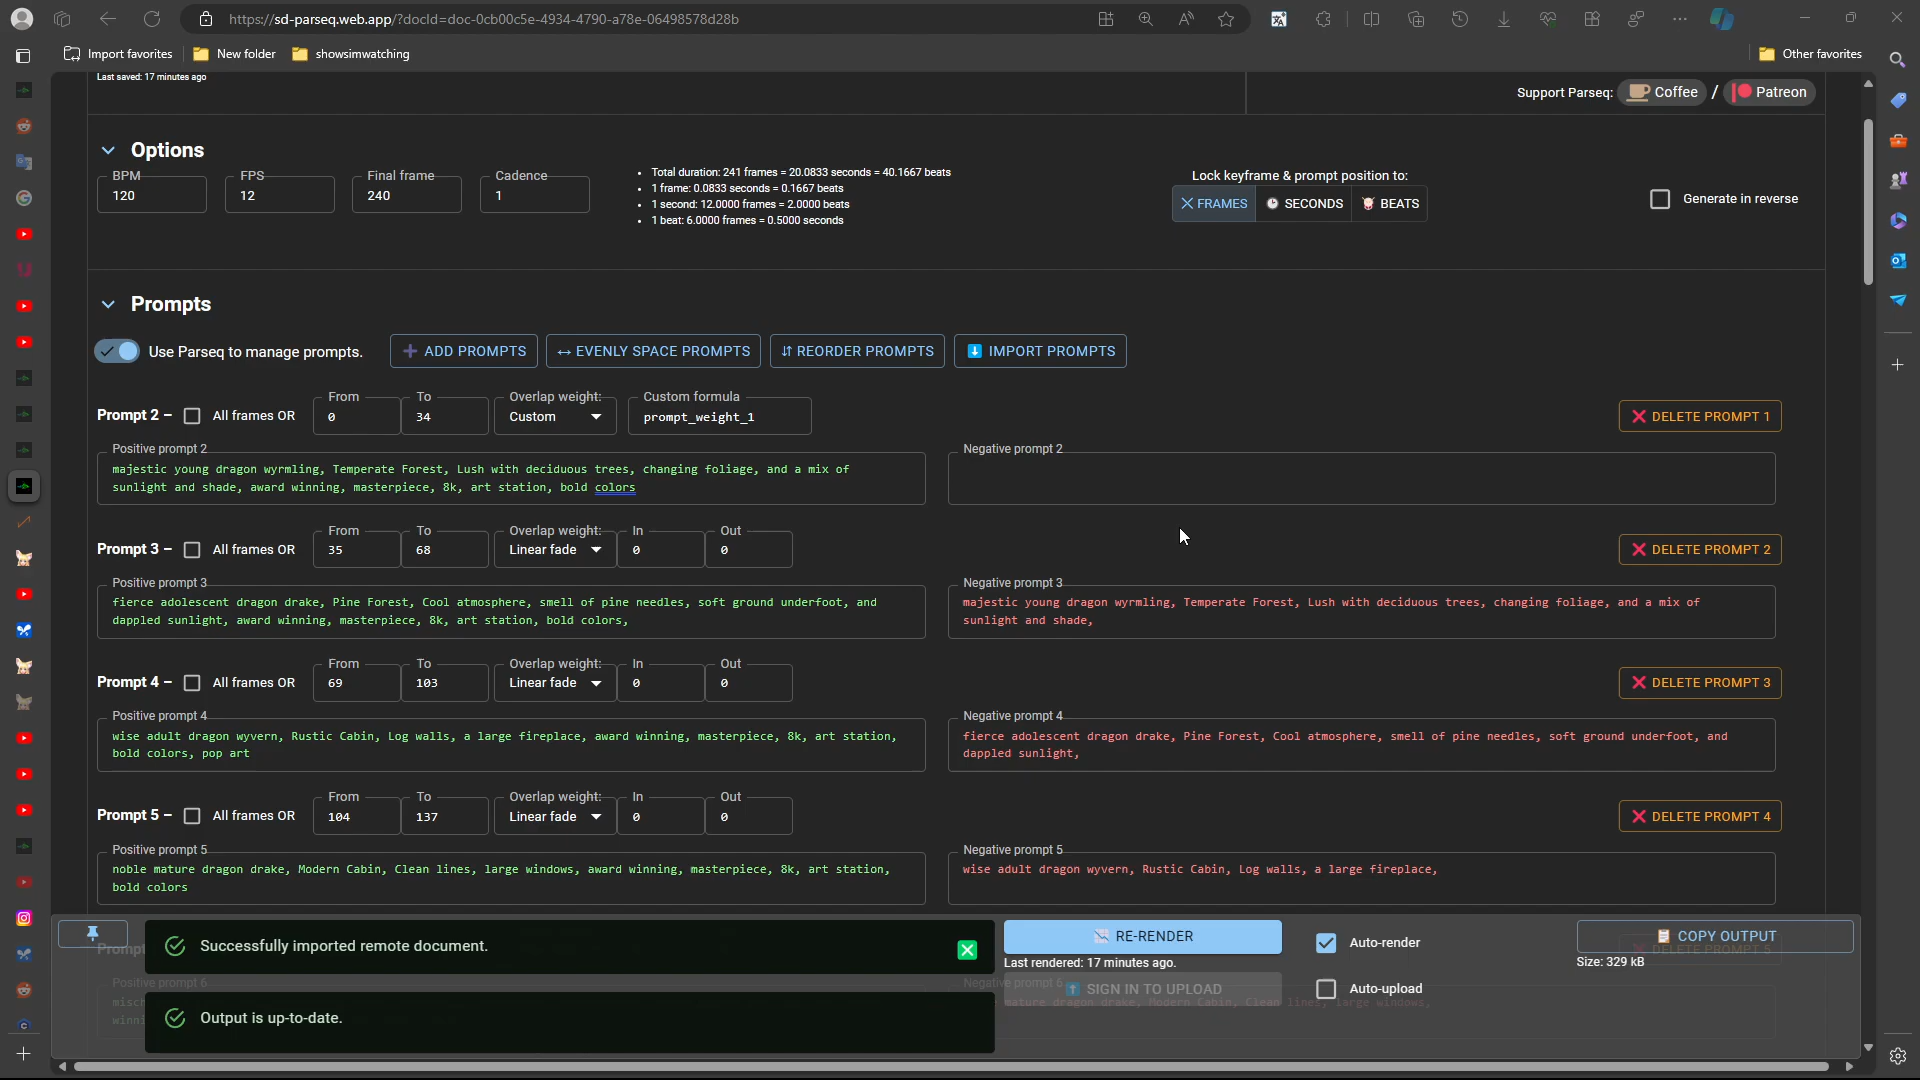 https://sd-parseq.web.app/?docId=doc-0cb00c5e-4934-4790-a78e-06498578d28b
Import favorites
New folder
showsimwatching
Other favorites
Last saved: 17 minutes ago
Support Parseq:
Coffee
/
Patreon
Options
BPM
120
FPS
12
Final frame
240
Cadence
1
Total duration: 241 frames = 20.0833 seconds = 40.1667 beats
1 frame: 0.0833 seconds = 0.1667 beats
1 second: 12.0000 frames = 2.0000 beats
1 beat: 6.0000 frames = 0.5000 seconds
Lock keyframe & prompt position to:
FRAMES
SECONDS
BEATS
Generate in reverse
Prompts
Use Parseq to manage prompts.
ADD PROMPTS
EVENLY SPACE PROMPTS
REORDER PROMPTS
IMPORT PROMPTS
Prompt 2 –
All frames OR
From
0
To
34
Overlap weight:
Custom
Custom formula
prompt_weight_1
DELETE PROMPT 1
Positive prompt 2
majestic young dragon wyrmling, Temperate Forest, Lush with deciduous trees, changing foliage, and a mix of
sunlight and shade, award winning, masterpiece, 8k, art station, bold colors
Negative prompt 2
Prompt 3 –
All frames OR
From
35
To
68
Overlap weight:
Linear fade
In
0
Out
0
DELETE PROMPT 2
Positive prompt 3
fierce adolescent dragon drake, Pine Forest, Cool atmosphere, smell of pine needles, soft ground underfoot, and
dappled sunlight, award winning, masterpiece, 8k, art station, bold colors,
Negative prompt 3
majestic young dragon wyrmling, Temperate Forest, Lush with deciduous trees, changing foliage, and a mix of
sunlight and shade,
Prompt 4 –
All frames OR
From
69
To
103
Overlap weight:
Linear fade
In
0
Out
0
DELETE PROMPT 3
Positive prompt 4
wise adult dragon wyvern, Rustic Cabin, Log walls, a large fireplace, award winning, masterpiece, 8k, art station,
bold colors, pop art
Negative prompt 4
fierce adolescent dragon drake, Pine Forest, Cool atmosphere, smell of pine needles, soft ground underfoot, and
dappled sunlight,
Prompt 5 –
All frames OR
From
104
To
137
Overlap weight:
Linear fade
In
0
Out
0
DELETE PROMPT 4
Positive prompt 5
noble mature dragon drake, Modern Cabin, Clean lines, large windows, award winning, masterpiece, 8k, art station,
bold colors
Negative prompt 5
wise adult dragon wyvern, Rustic Cabin, Log walls, a large fireplace,
Successfully imported remote document.
Output is up-to-date.
RE-RENDER
Last rendered: 17 minutes ago.
SIGN IN TO UPLOAD
Auto-render
Auto-upload
COPY OUTPUT
Size: 329 kB
DELETE PROMPT 5
mature dragon drake, Modern Cabin, Clean lines, large windows,